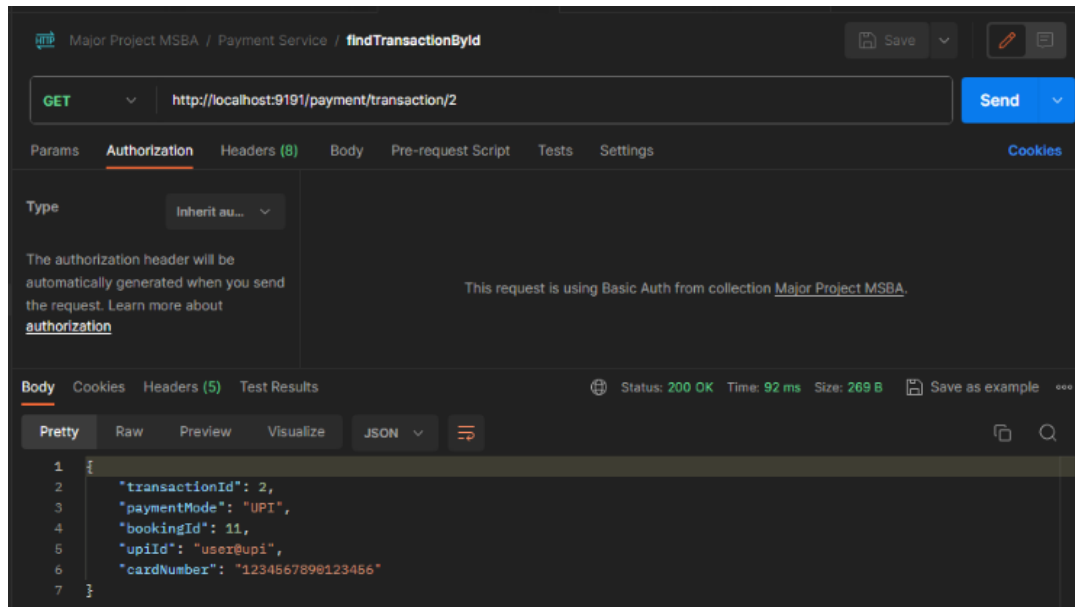 HTTP Major Project MSBA / Payment Service / findTransactionById
Save
GET http://localhost:9191/payment/transaction/2 Send
Params Authorization Headers (8) Body Pre-request Script Tests Settings Cookies
Type Inherit au...
The authorization header will be
automatically generated when you send
the request. Learn more about
authorization
This request is using Basic Auth from collection Major Project MSBA.
Body Cookies Headers (5) Test Results Status: 200 OK Time: 92 ms Size: 269 B Save as example
Pretty Raw Preview Visualize JSON
1 {
2 "transactionId": 2,
3 "paymentMode": "UPI",
4 "bookingId": 11,
5 "upiId": "user@upi",
6 "cardNumber": "1234567890123456"
7 }